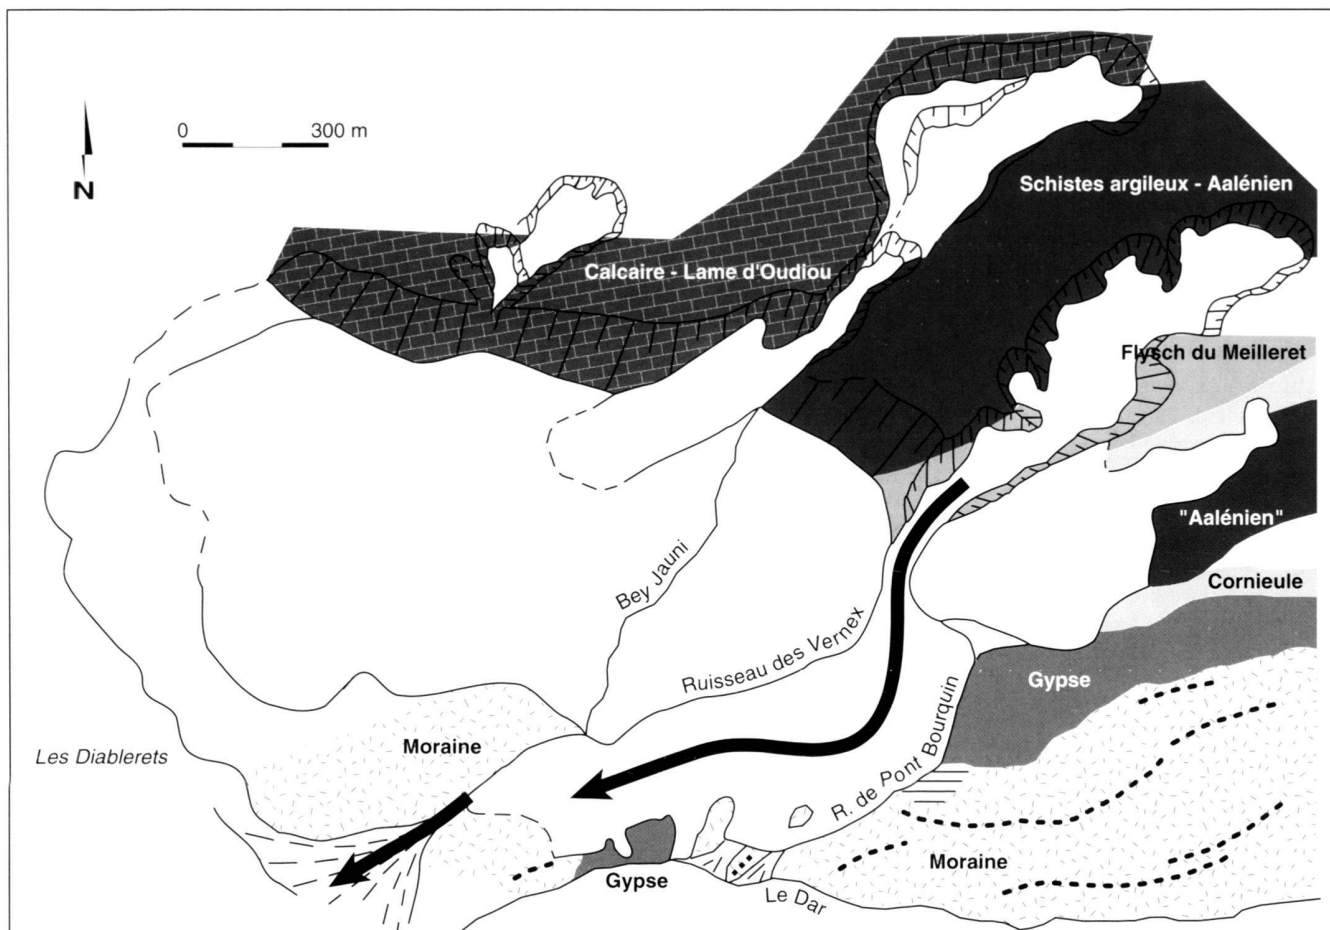 0 300 m
N
Schistes argileux - Aalénien
Calcaire - Lame d'Oudiou
Flysch du Meilleret
"Aalénien"
Bey Jauni
Cornieule
Ruisseau des Vernex
Gypse
R. de Pont Bourquin
Moraine
Les Diablerets
Moraine
Gypse
Le Dar